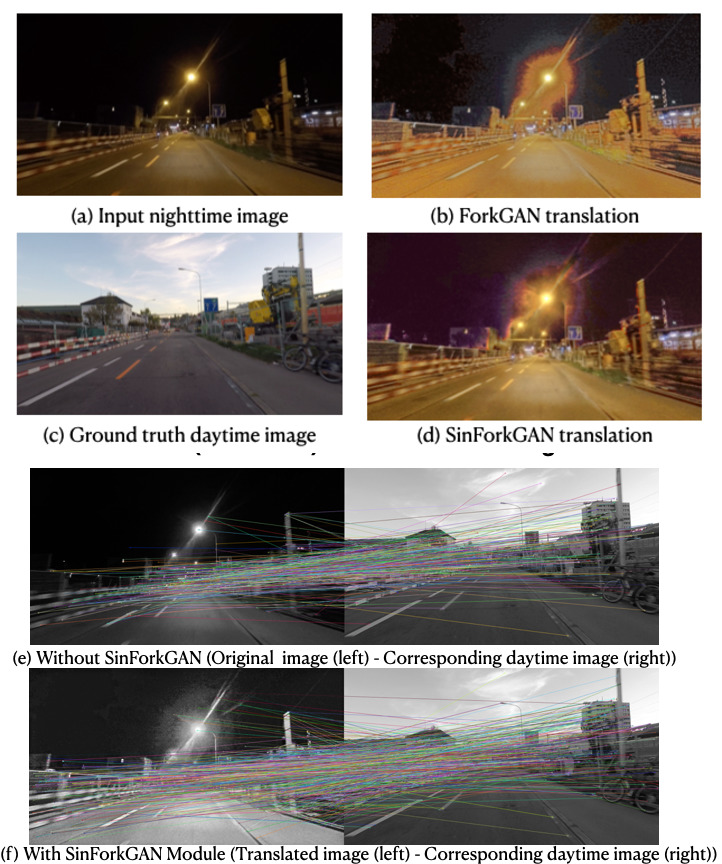 (a) Input nighttime image
(b) ForkGAN translation
(c) Ground truth daytime image
(d) SinForkGAN translation
(e) Without SinForkGAN (Original image (left) - Corresponding daytime image (right))
(f) With SinForkGAN Module (Translated image (left) - Corresponding daytime image (right))